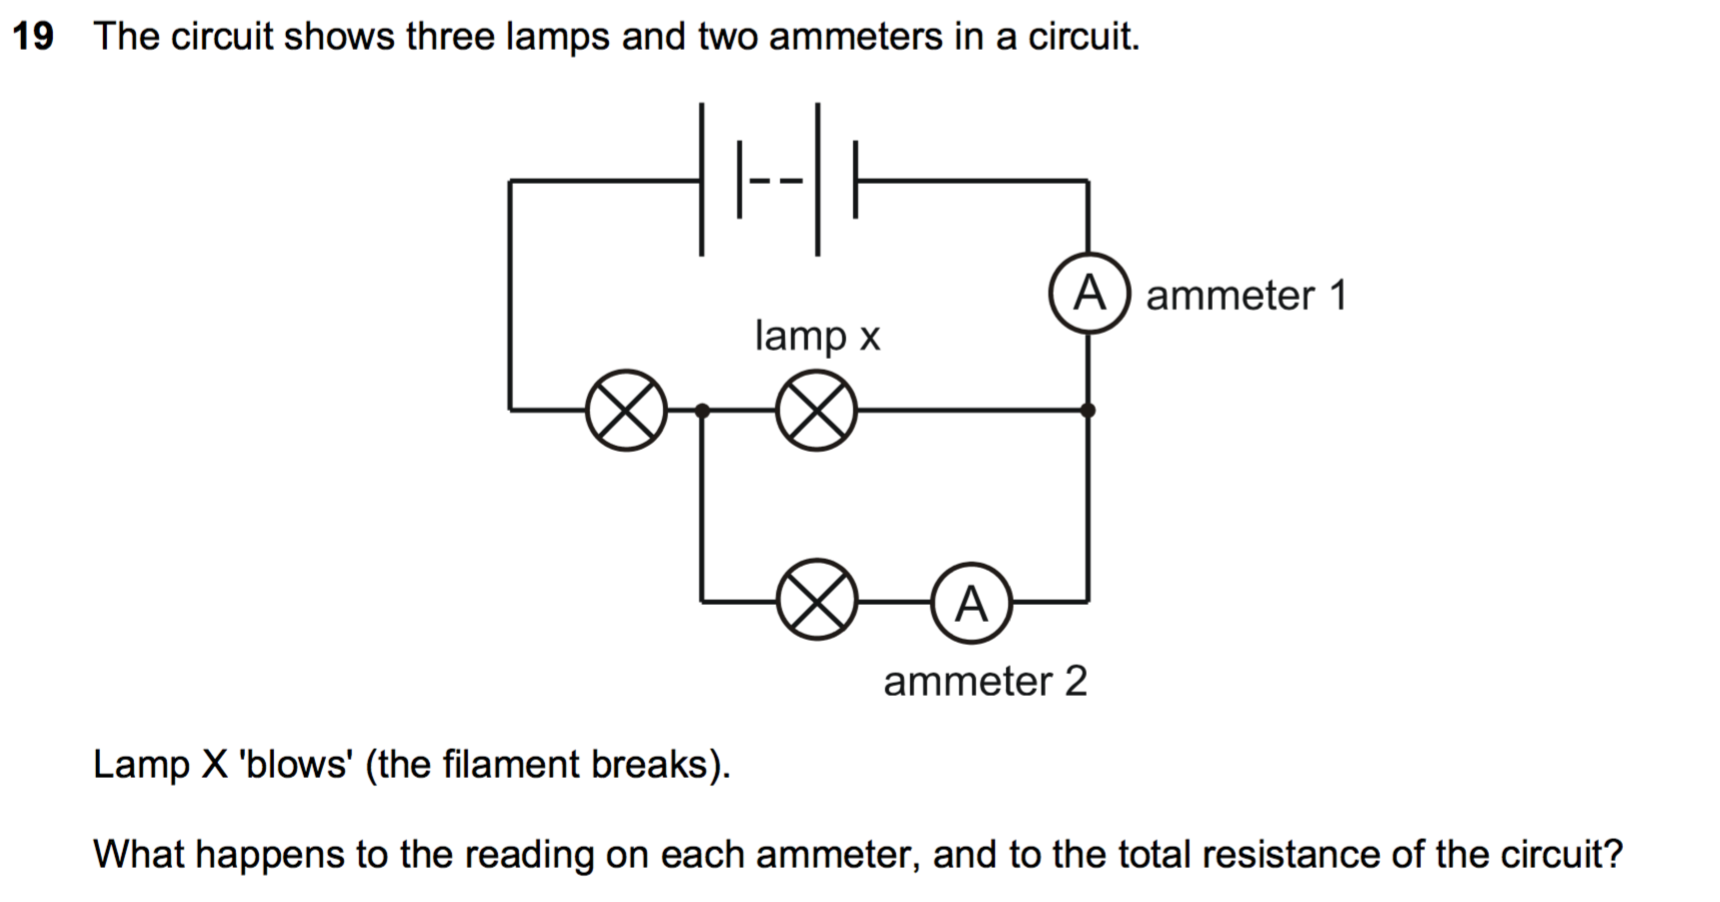 19 The circuit shows three lamps and two ammeters in a circuit.
A ammeter 1
lamp x
A
ammeter 2
Lamp X 'blows' (the filament breaks).
What happens to the reading on each ammeter, and to the total resistance of the circuit?